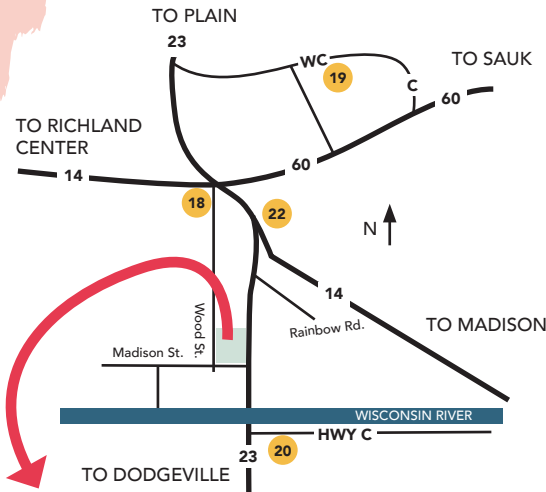 TO PLAIN
23
WC
19
TO SAUK
C
60
TO RICHLAND
CENTER
60
14
18
22
N
14
Wood St.
Rainbow Rd.
TO MADISON
Madison St.
WISCONSIN RIVER
HWY C
23
20
TO DODGEVILLE